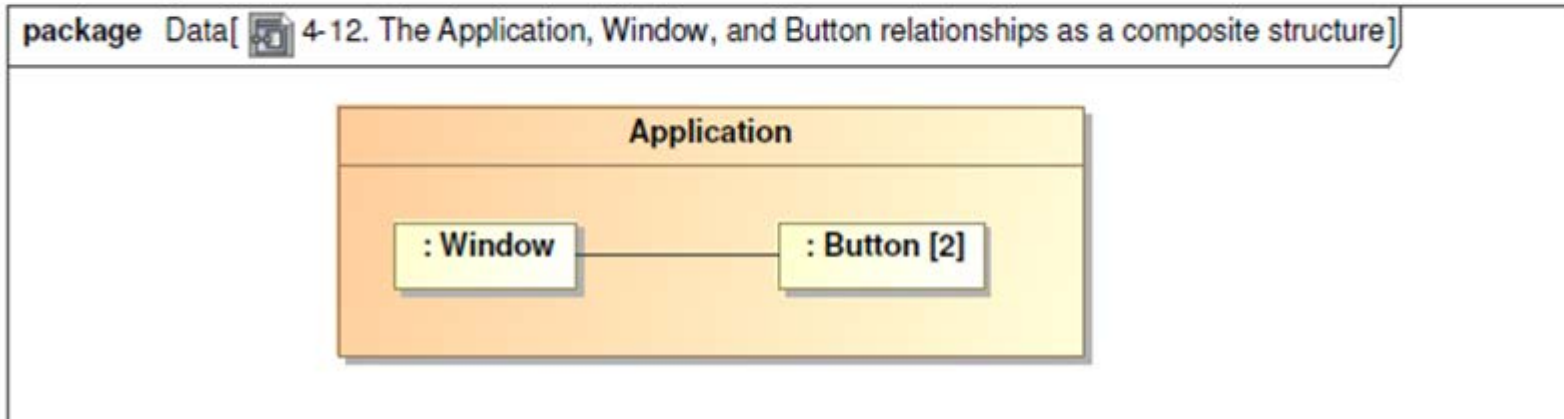 package Data[ 4-12. The Application, Window, and Button relationships as a composite structure]
Application
: Window
: Button [2]